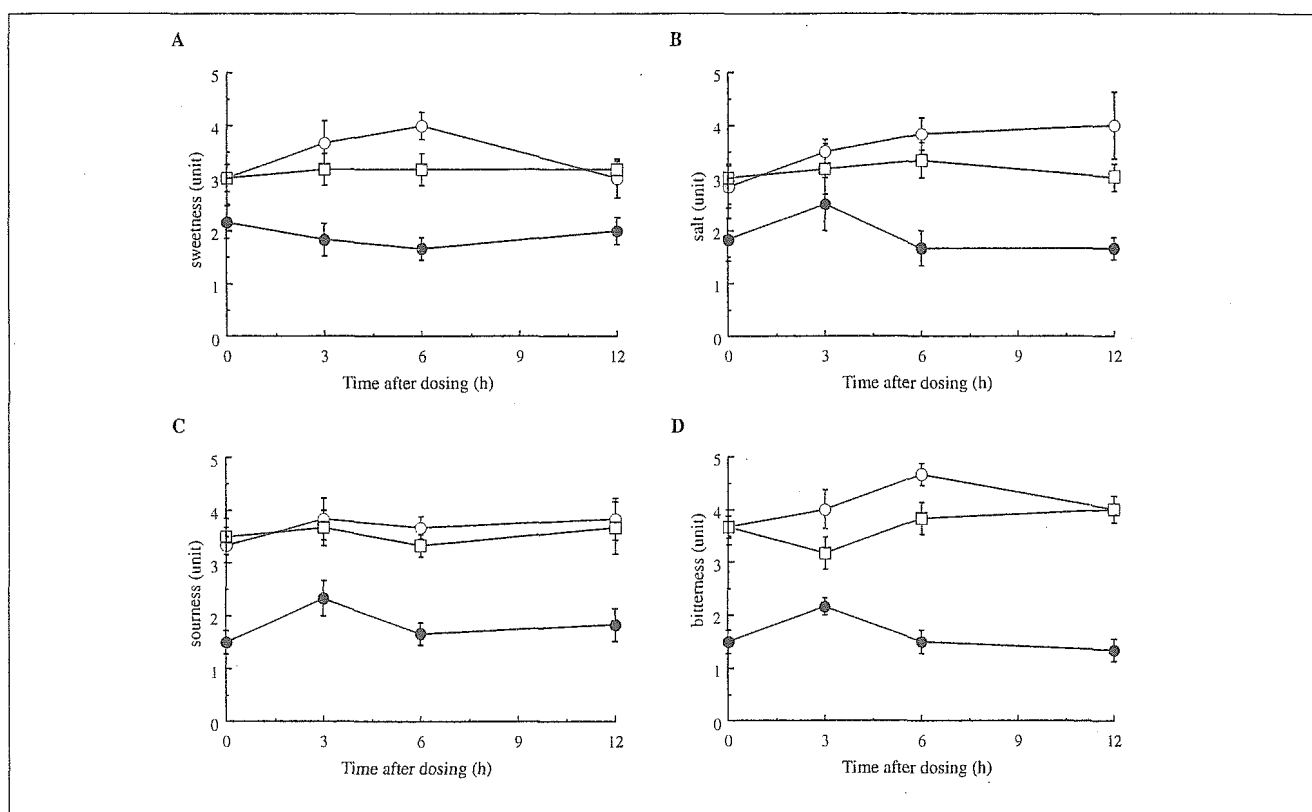 A
5
4
3
2
1
0
sweetness (unit)
0 3 6 9 12
Time after dosing (h)
B
5
4
3
2
1
0
salt (unit)
0 3 6 9 12
Time after dosing (h)
C
5
4
3
2
1
0
sourness (unit)
0 3 6 9 12
Time after dosing (h)
D
5
4
3
2
1
0
bitterness (unit)
0 3 6 9 12
Time after dosing (h)